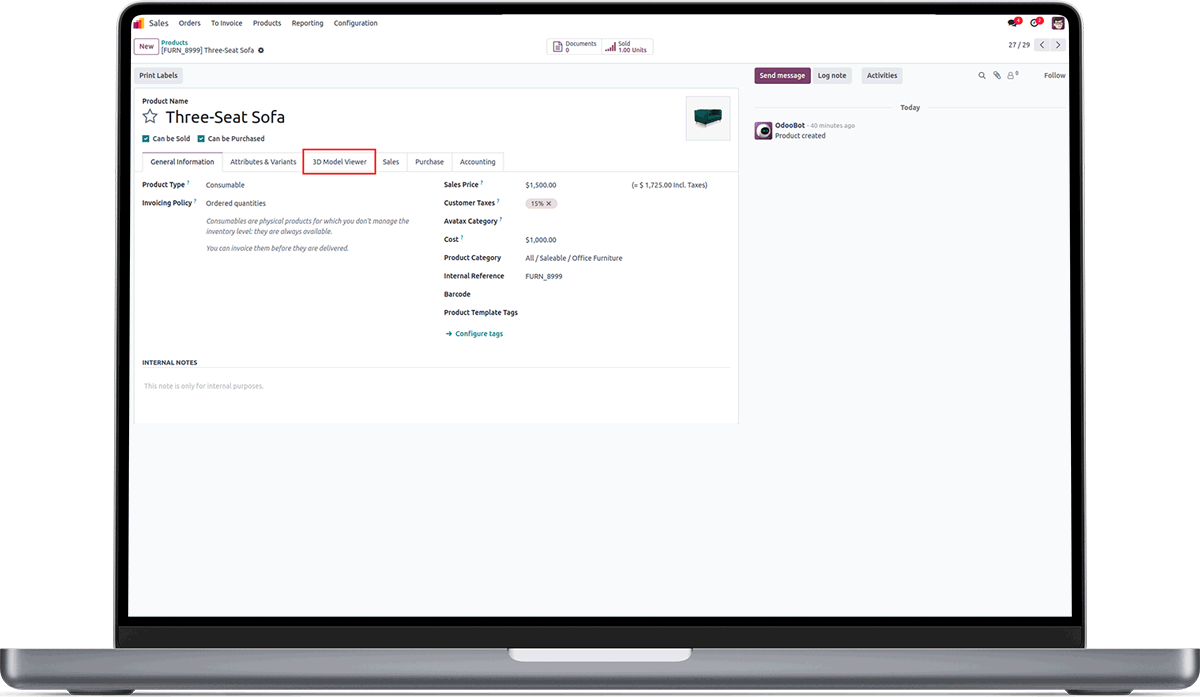 Sales Orders To Invoice Products Reporting Configuration
4 7
New Products Documents 0 Sold 1.00 Units 27 / 29
[FURN_8999] Three-Seat Sofa
Print Labels Send message Log note Activities 0 Follow
Product Name
Three-Seat Sofa
Can be Sold Can be Purchased
General Information Attributes & Variants 3D Model Viewer Sales Purchase Accounting
Product Type ? Consumable
Invoicing Policy ? Ordered quantities
Consumables are physical products for which you don't manage the
inventory level: they are always available.
You can invoice them before they are delivered.
Sales Price ? $1,500.00 (= $ 1,725.00 Incl. Taxes)
Customer Taxes ? 15% ×
Avatax Category ?
Cost ? $1,000.00
Product Category All / Saleable / Office Furniture
Internal Reference FURN_8999
Barcode
Product Template Tags
→ Configure tags
INTERNAL NOTES
This note is only for internal purposes.
Today
OdooBot - 40 minutes ago
Product created